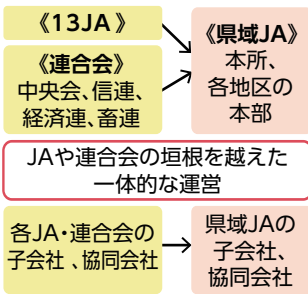 《13JA 》
《連合会》
中央会、信連、
経済連、畜連
《県域JA》
本所、
各地区の
本部
JAや連合会の垣根を越えた
一体的な運営
各JA・連合会の
子会社 、協同会社
県域JAの
子会社、
協同会社